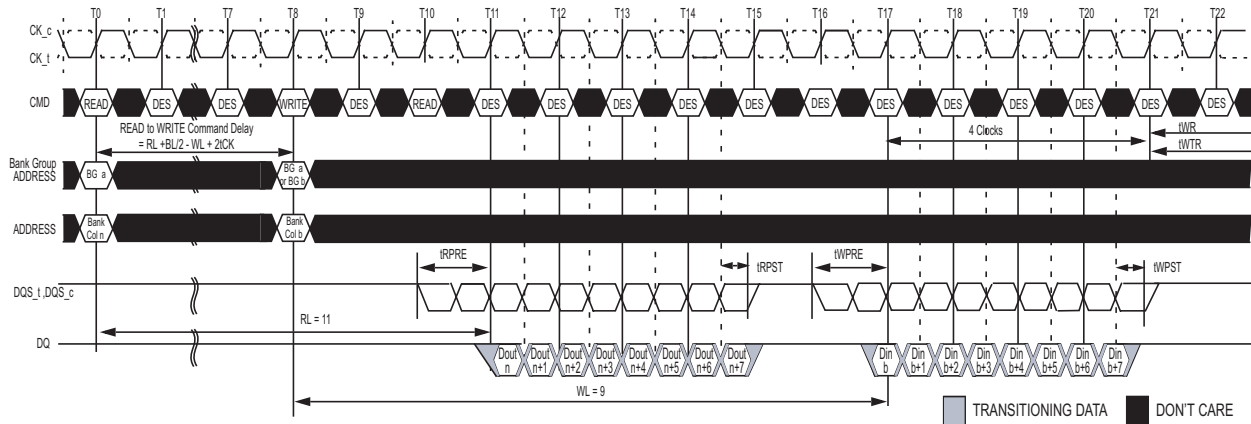 T0 T1 T7 T8 T9 T10 T11 T12 T13 T14 T15 T16 T17 T18 T19 T20 T21 T22
CK_c
CK_t
CMD READ DES DES WRITE DES READ DES DES DES DES DES DES DES DES DES DES DES DES
READ to WRITE Command Delay
= RL +BL/2 - WL + 2tCK
4 Clocks
tWR
tWTR
Bank Group
ADDRESS
BG a
BG a
or BG b
ADDRESS
Bank
Col n
Bank
Col b
tRPRE
tRPST
tWPRE
tWPST
DQS_t ,DQS_c
RL = 11
DQ
Dout
n
Dout
n+1
Dout
n+2
Dout
n+3
Dout
n+4
Dout
n+5
Dout
n+6
Dout
n+7
Din
b
Din
b+1
Din
b+2
Din
b+3
Din
b+4
Din
b+5
Din
b+6
Din
b+7
WL = 9
TRANSITIONING DATA
DON'T CARE